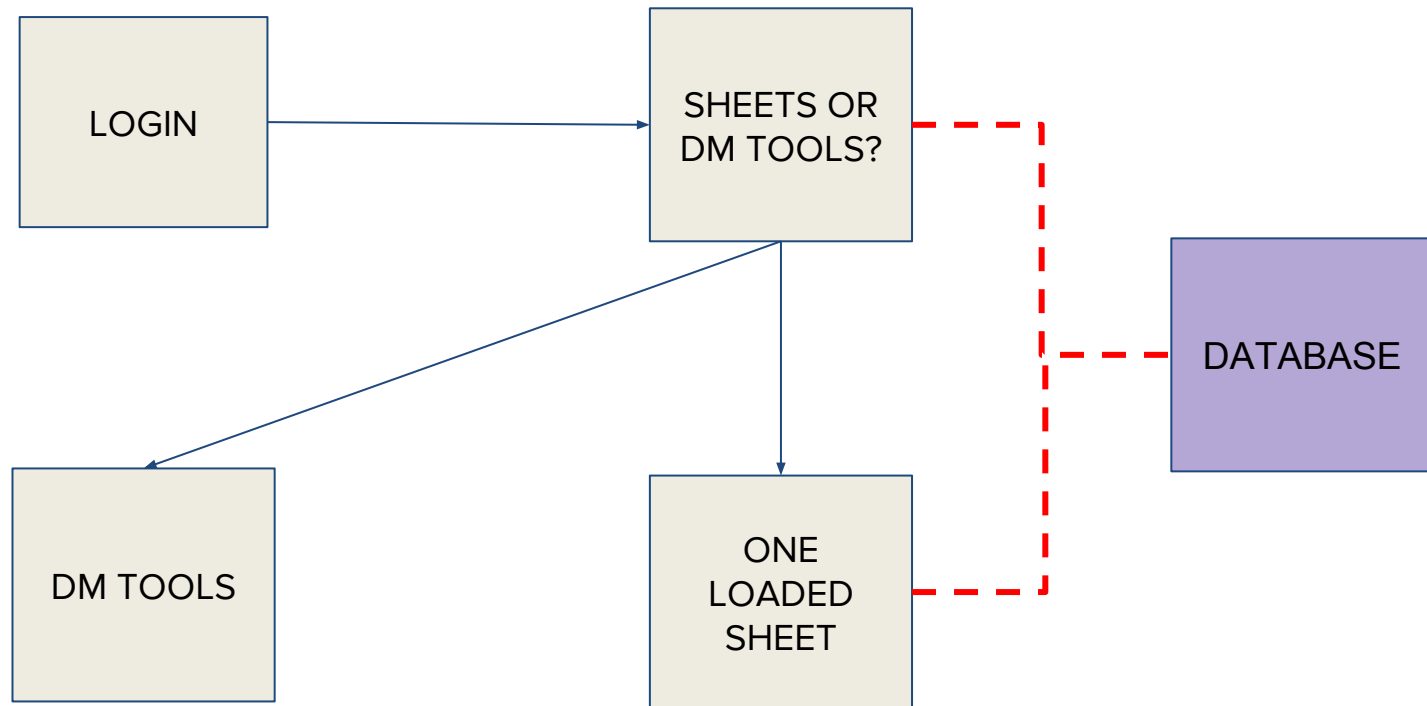 LOGIN
SHEETS OR
DM TOOLS?
DATABASE
DM TOOLS
ONE
LOADED
SHEET